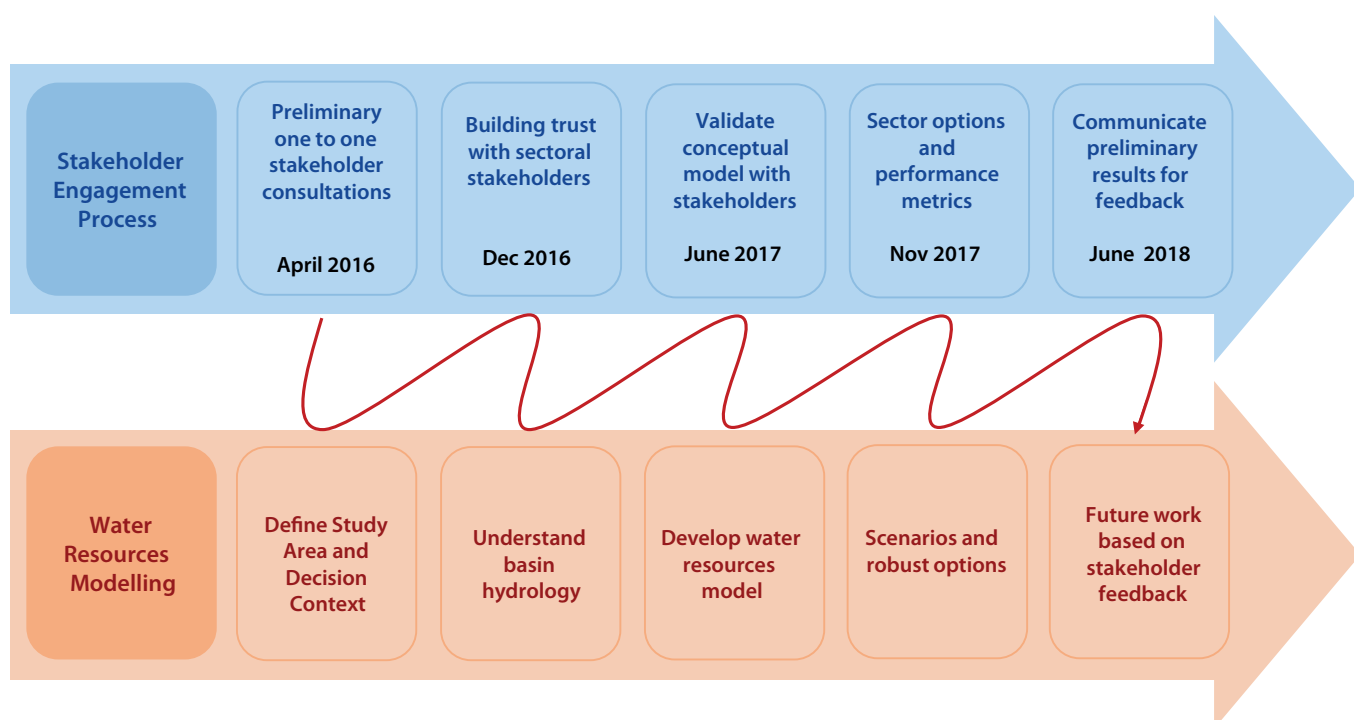 Stakeholder
Engagement
Process
Preliminary
one to one
stakeholder
consultations
April 2016
Building trust
with sectoral
stakeholders
Dec 2016
Validate
conceptual
model with
stakeholders
June 2017
Sector options
and
performance
metrics
Nov 2017
Communicate
preliminary
results for
feedback
June 2018
Water
Resources
Modelling
Define Study
Area and
Decision
Context
Understand
basin
hydrology
Develop water
resources
model
Scenarios and
robust options
Future work
based on
stakeholder
feedback